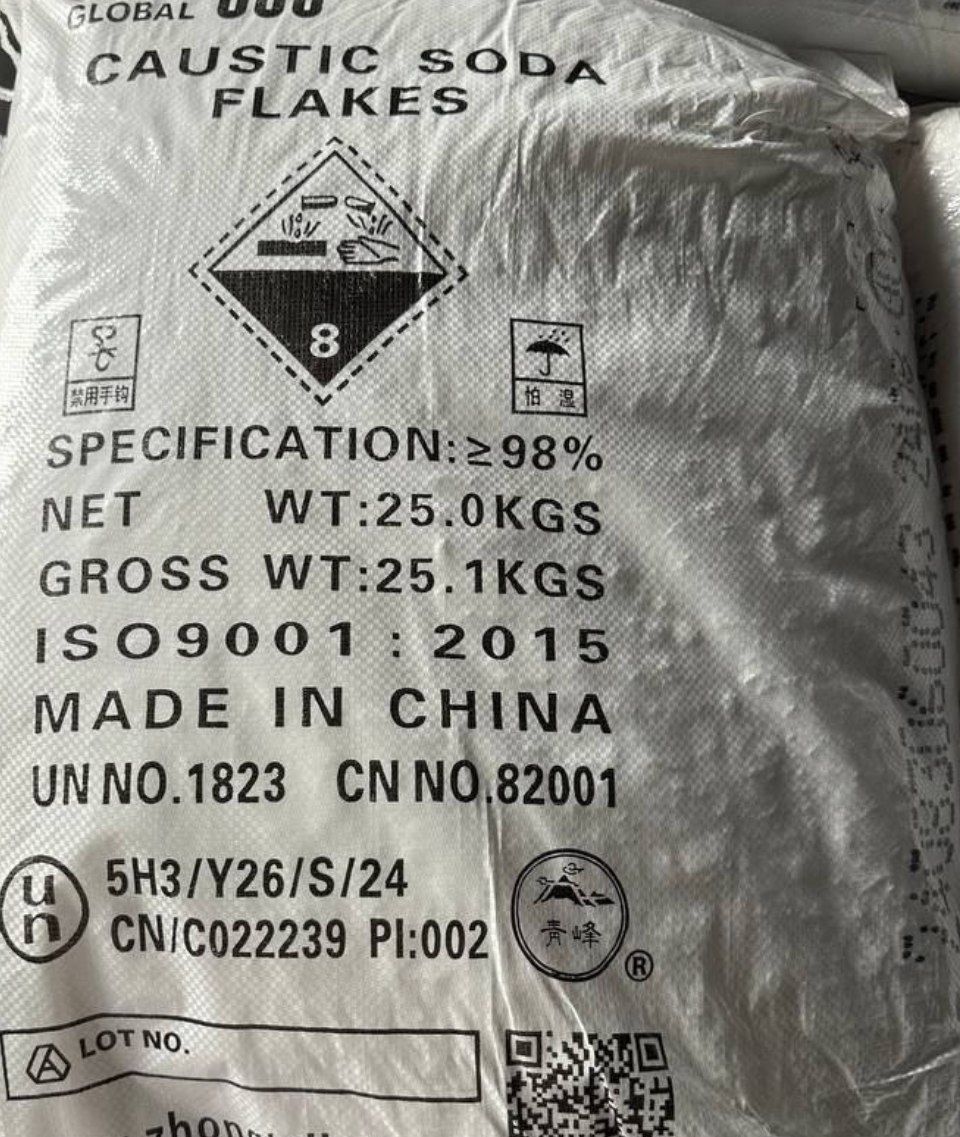 GLOBAL
CAUSTIC SODA
FLAKES
8
禁用手钩
怕 湿
SPECIFICATION:≥98%
NET WT:25.0KGS
GROSS WT:25.1KGS
ISO9001:2015
MADE IN CHINA
UN NO.1823 CN NO.82001
un
5H3/Y26/S/24
CN/C022239 PI:002
青峰
®
LOT NO.